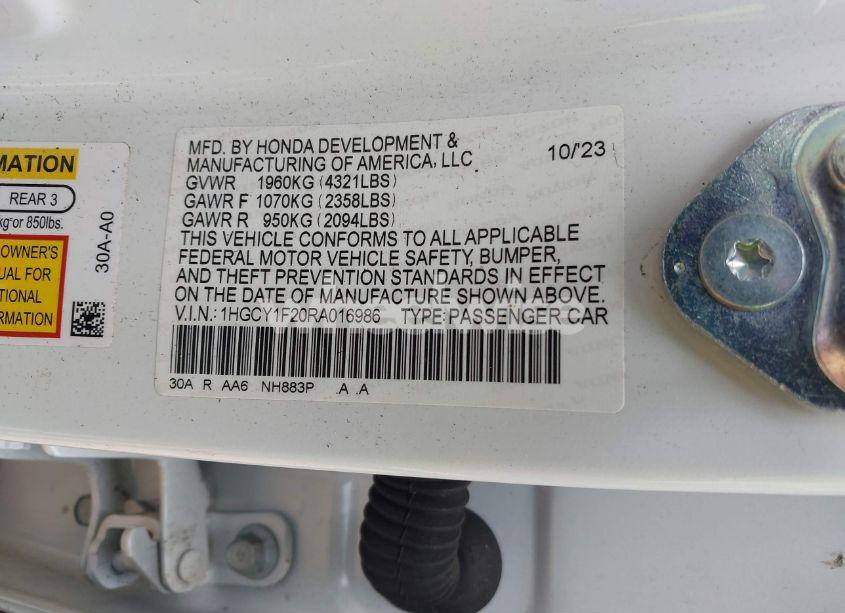 MATION
REAR 3
kg or 850lbs.
OWNER'S
UAL FOR
TIONAL
ORMATION
30A-A0
MFD. BY HONDA DEVELOPMENT &
MANUFACTURING OF AMERICA, LLC 10/'23
GVWR 1960KG (4321LBS)
GAWR F 1070KG (2358LBS)
GAWR R 950KG (2094LBS)
THIS VEHICLE CONFORMS TO ALL APPLICABLE
FEDERAL MOTOR VEHICLE SAFETY, BUMPER,
AND THEFT PREVENTION STANDARDS IN EFFECT
ON THE DATE OF MANUFACTURE SHOWN ABOVE.
V.I.N.: 1HGCY1F20RA016986 TYPE: PASSENGER CAR
30A R AA6 NH883P .A .A